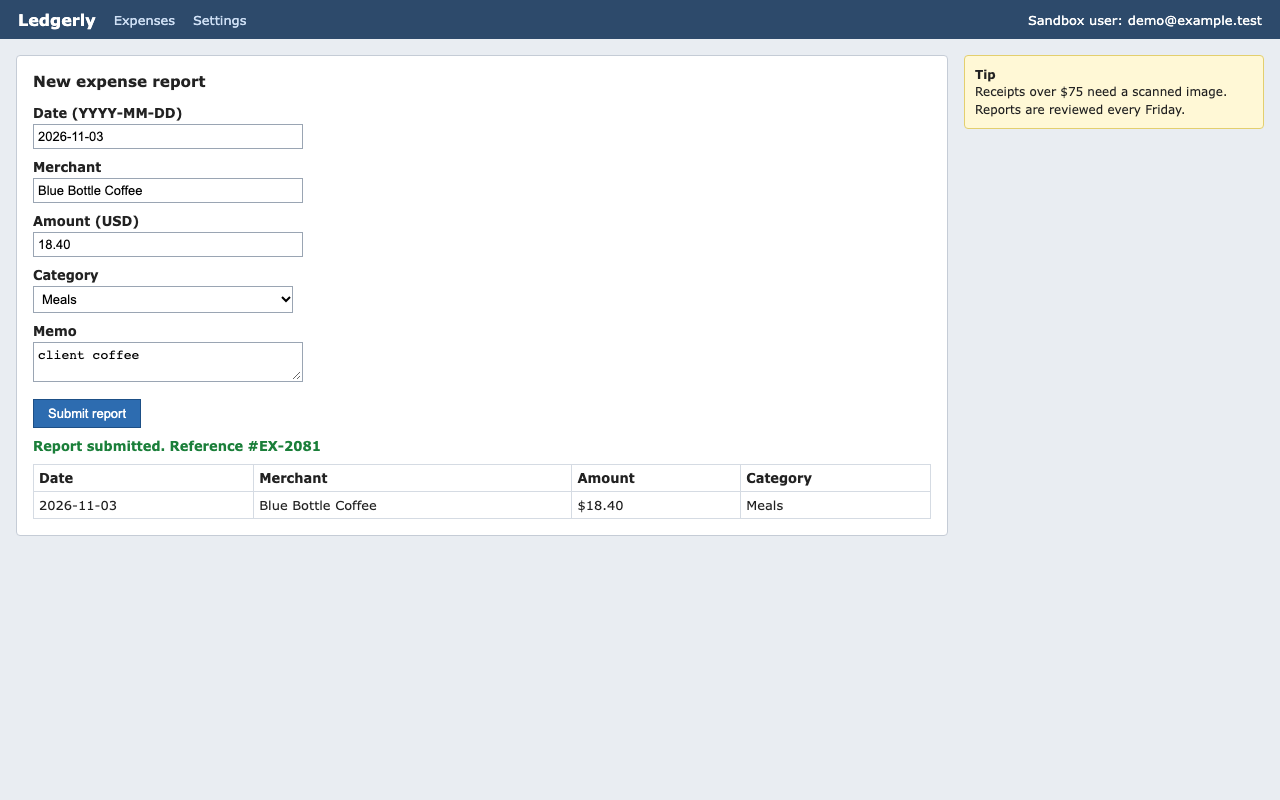 Ledgerly Expenses Settings Sandbox user: demo@example.test
New expense report
Date (YYYY-MM-DD)
2026-11-03
Merchant
Blue Bottle Coffee
Amount (USD)
18.40
Category
Meals
Memo
client coffee
Submit report
Report submitted. Reference #EX-2081
Date Merchant Amount Category
2026-11-03 Blue Bottle Coffee $18.40 Meals
Tip
Receipts over $75 need a scanned image.
Reports are reviewed every Friday.